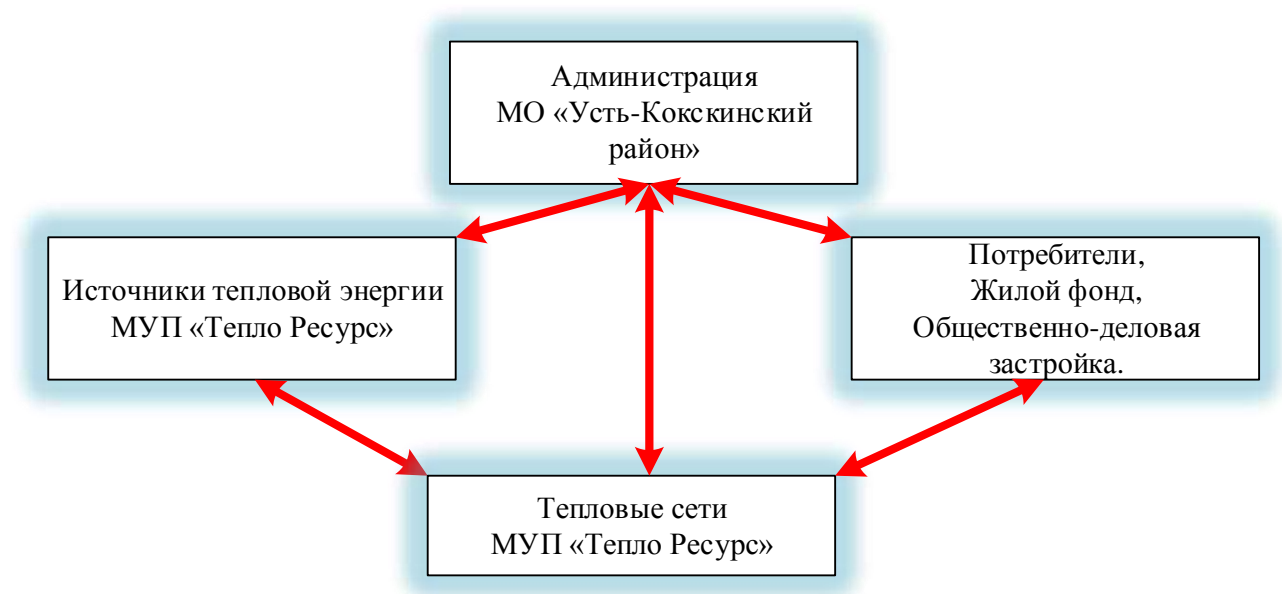 Администрация
МО «Усть-Кокскинский
район»
Источники тепловой энергии
МУП «Тепло Ресурс»
Потребители,
Жилой фонд,
Общественно-деловая
застройка.
Тепловые сети
МУП «Тепло Ресурс»